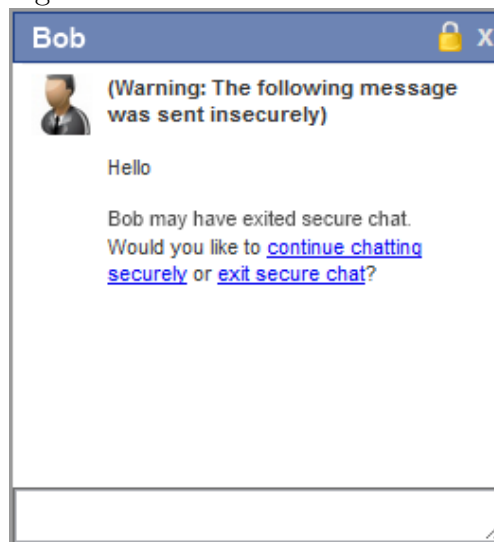 Bob X
(Warning: The following message
was sent insecurely)
Hello
Bob may have exited secure chat.
Would you like to continue chatting
securely or exit secure chat?